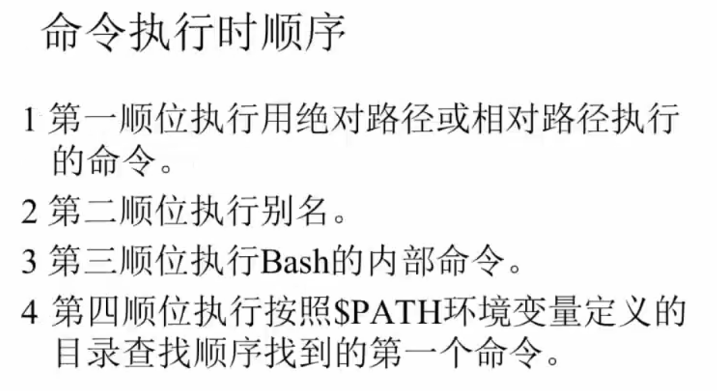 命令执行时顺序
1 第一顺位执行用绝对路径或相对路径执行
的命令。
2 第二顺位执行别名。
3 第三顺位执行Bash的内部命令。
4 第四顺位执行按照$PATH环境变量定义的
目录查找顺序找到的第一个命令。